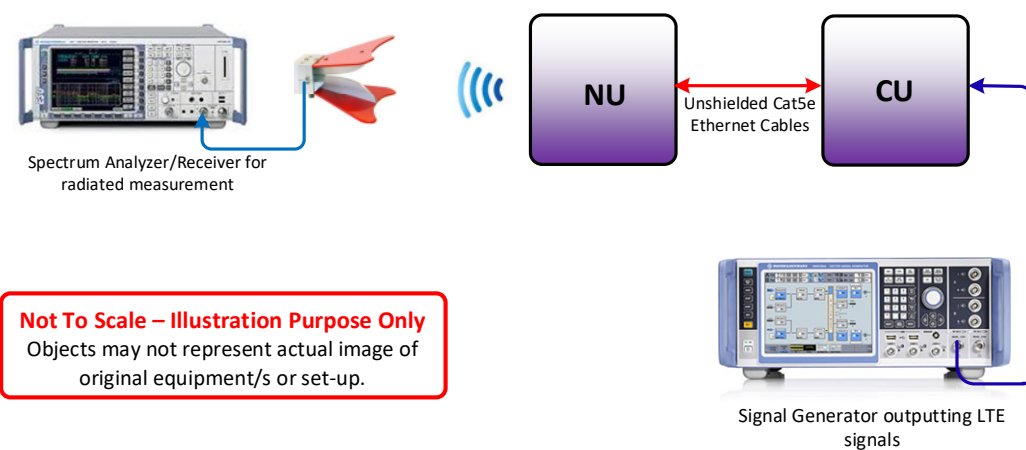 Spectrum Analyzer/Receiver for
radiated measurement
NU
Unshielded Cat5e
Ethernet Cables
CU
Not To Scale – Illustration Purpose Only
Objects may not represent actual image of
original equipment/s or set-up.
Signal Generator outputting LTE
signals